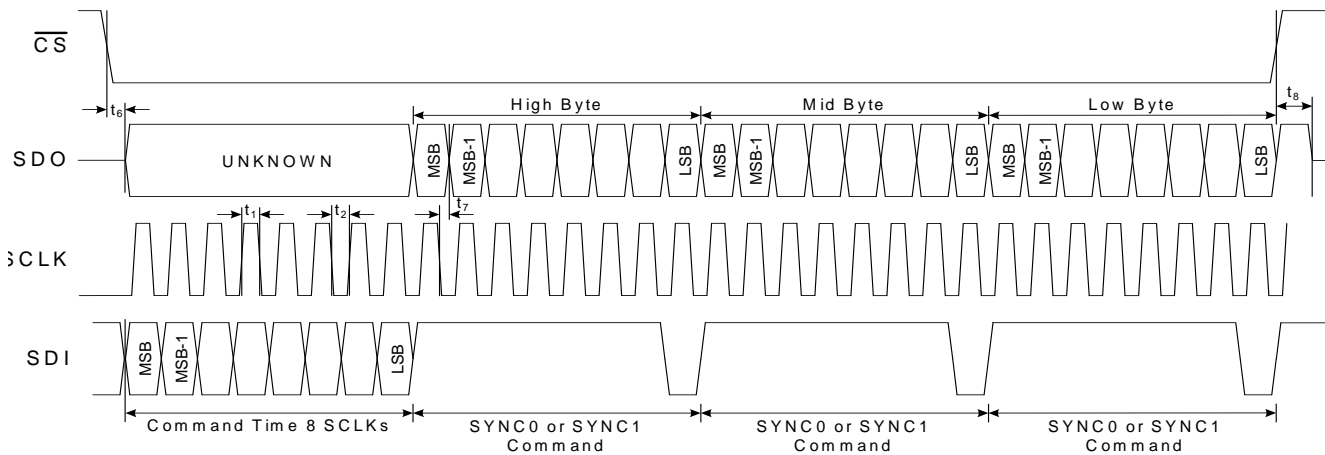 CS
t6
High Byte
Mid Byte
Low Byte
t8
SDO
UNKNOWN
MSB
MSB-1
LSB
MSB
MSB-1
LSB
MSB
MSB-1
LSB
t1
t2
t7
SCLK
SDI
MSB
MSB-1
LSB
Command Time 8 SCLKs
SYNC0 or SYNC1
Command
SYNC0 or SYNC1
Command
SYNC0 or SYNC1
Command